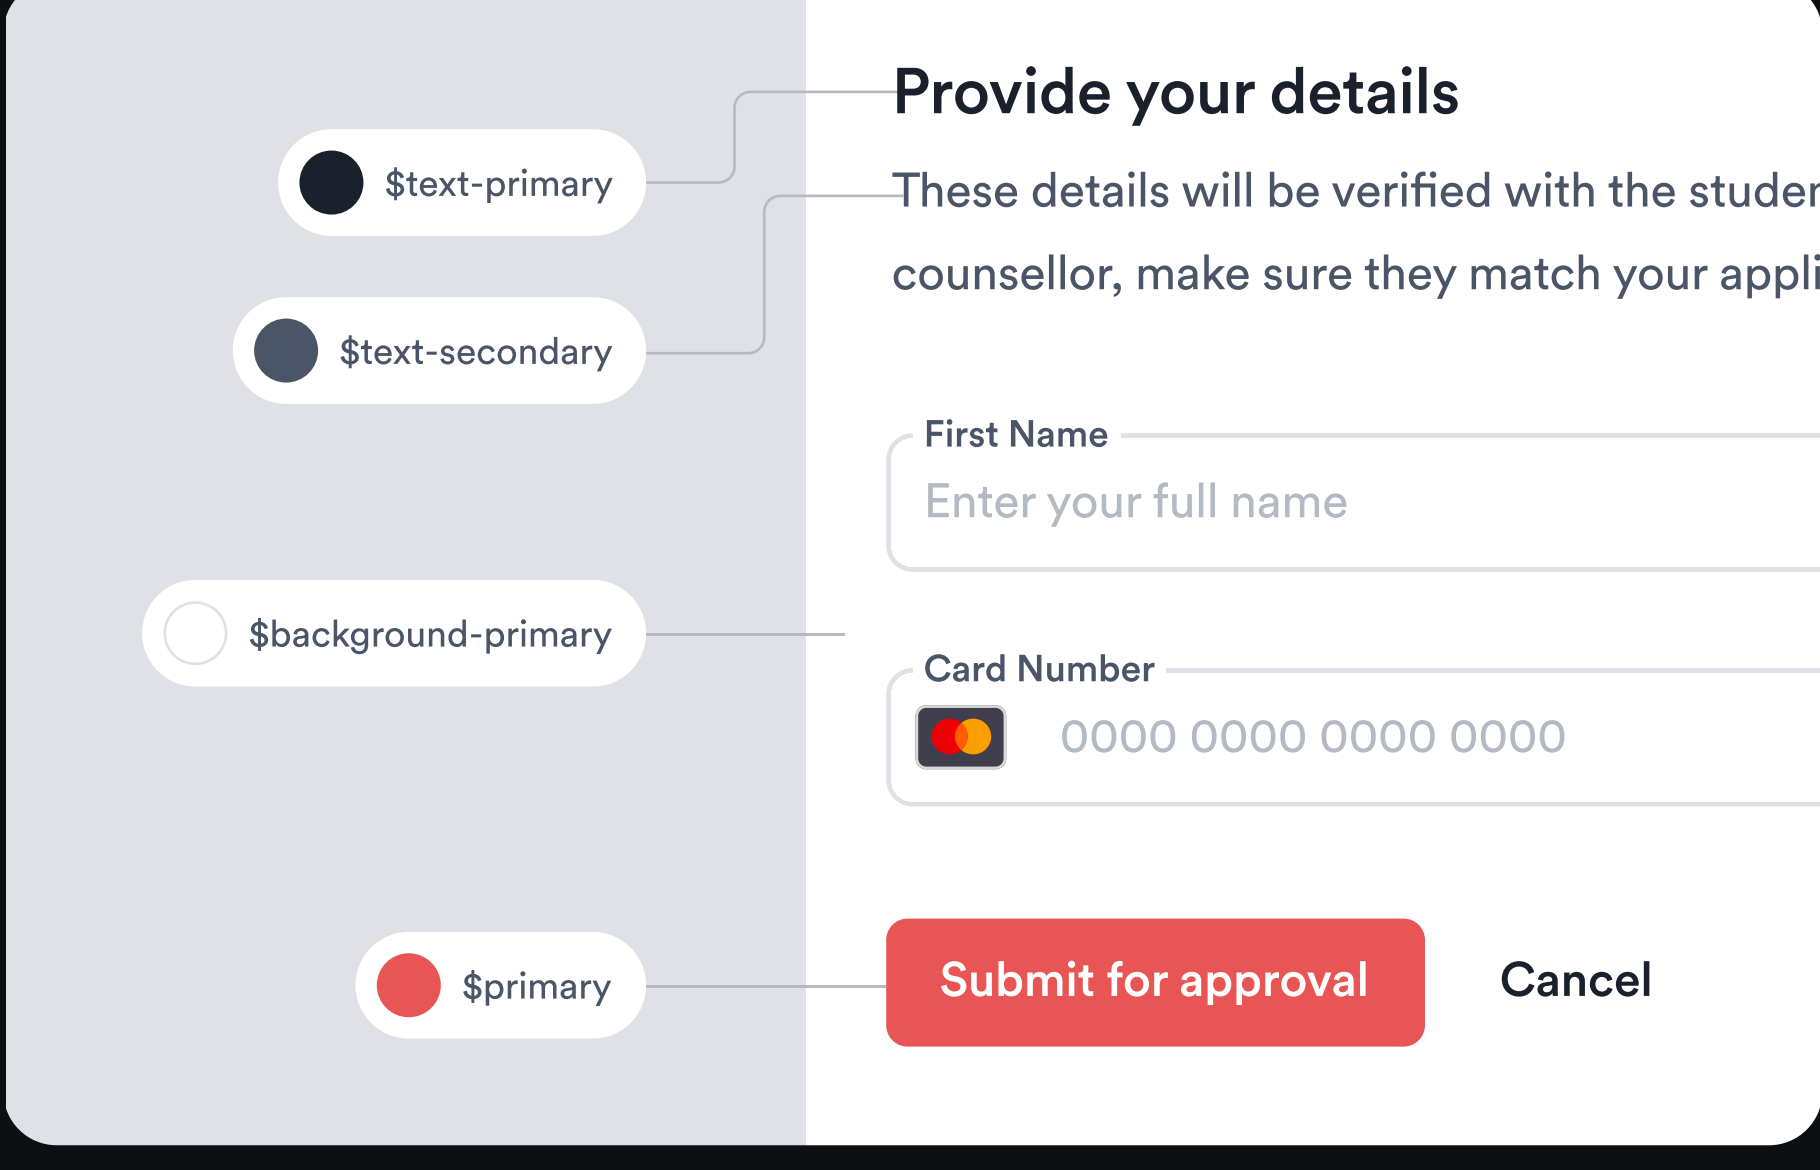 Provide your details
$text-primary
These details will be verified with the
$text-secondary
counsellor, make sure they match your
First Name
Enter your full name
$background-primary
Card Number
0000 0000 0000 0000
$primary
Submit for approval
Cancel